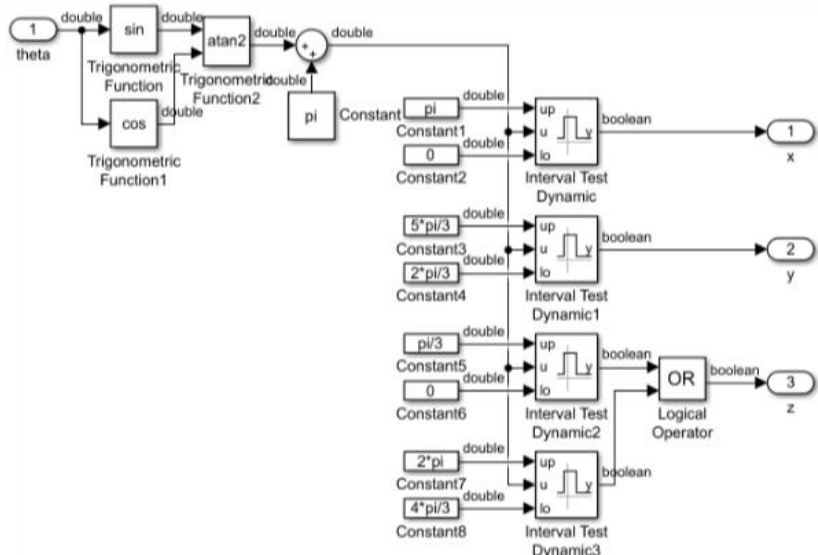 1
theta
double
sin
double
Trigonometric
Function
cos
double
Trigonometric
Function1
atan2
double
Trigonometric
Function2
double
pi
Constant
double
pi
Constant1
double
0
Constant2
double
up
u
lo
y
Interval Test
Dynamic
boolean
1
x
5*pi/3
Constant3
double
2*pi/3
Constant4
double
up
u
lo
y
Interval Test
Dynamic1
boolean
2
y
pi/3
Constant5
double
0
Constant6
double
up
u
lo
y
Interval Test
Dynamic2
boolean
OR
Logical
Operator
boolean
3
z
2*pi
Constant7
double
4*pi/3
Constant8
double
up
u
lo
y
Interval Test
Dynamic3
boolean